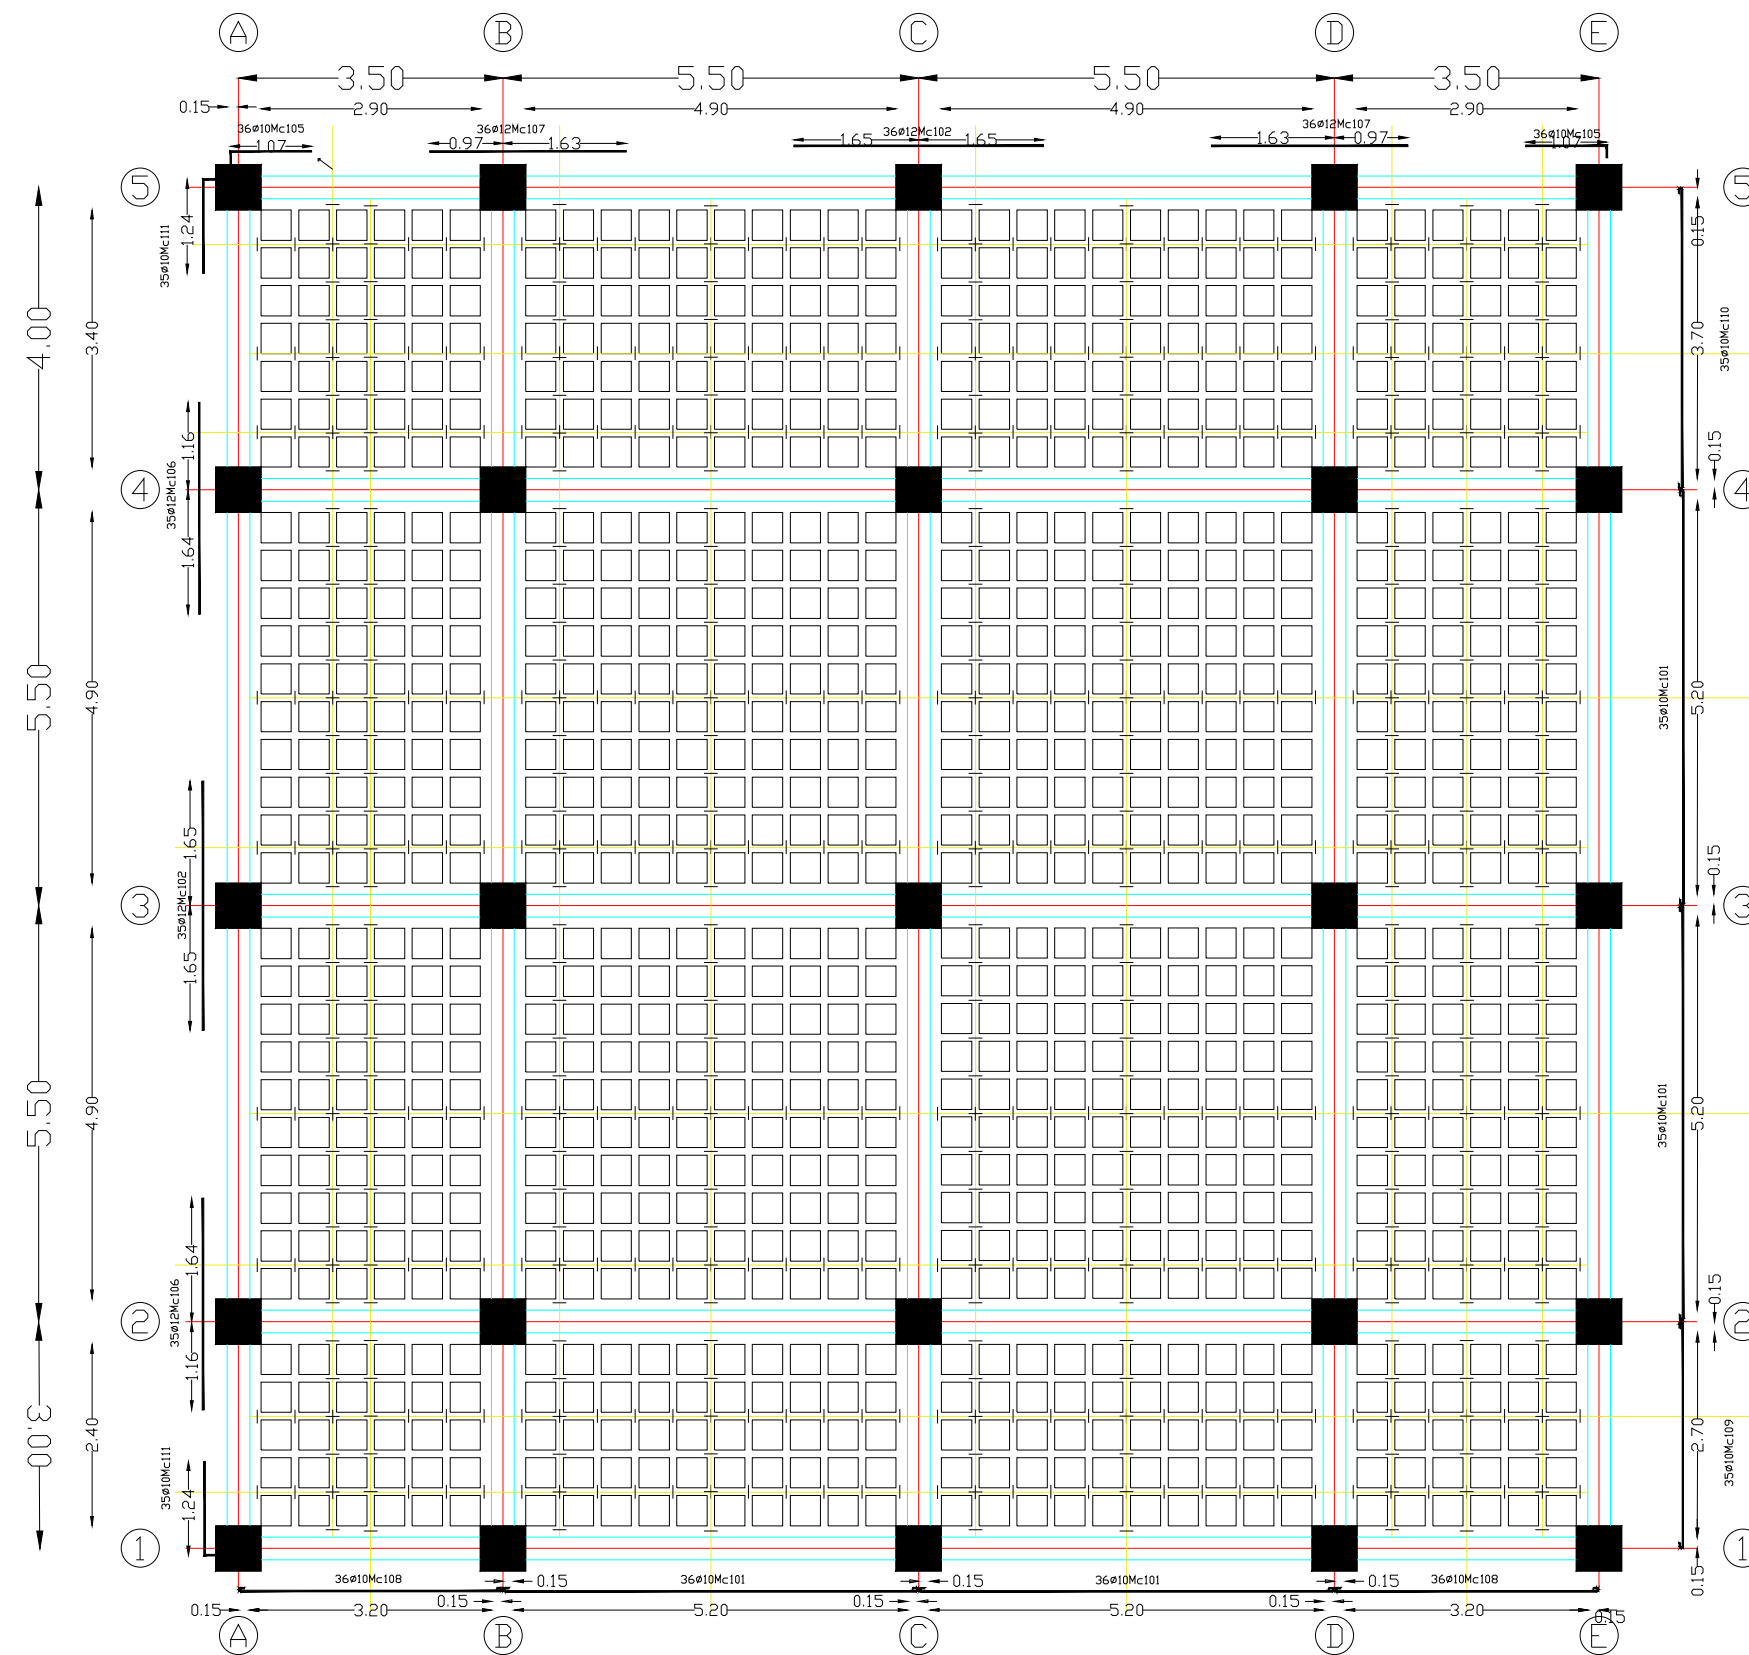 A B C D E
3.50 5.50 5.50 3.50
0.15 2.90 4.90 4.90 2.90
36ø10Mc105 36ø12Mc107 36ø12Mc102 36ø12Mc107 36ø10Mc105
1.07 0.97 1.63 1.65 1.65 1.63 0.97 1.07
5 5
1.24 0.15
35ø10Mc111
4.00 3.40 3.70 35ø10Mc110
1.16 0.15
35ø12Mc106
4 4
1.64
5.50 4.90 35ø10Mc101 5.20
1.65 0.15
35ø12Mc102
3 3
1.65
5.50 4.90 35ø10Mc101 5.20
1.64 0.15
35ø12Mc106
2 2
1.16
3.00 2.40 2.70 35ø10Mc109
35ø10Mc111
1.24
1 1
36ø10Mc108 0.15 36ø10Mc101 0.15 36ø10Mc101 0.15 36ø10Mc108 0.15
0.15 3.20 0.15 5.20 0.15 5.20 0.15 3.20 0.15
A B C D E